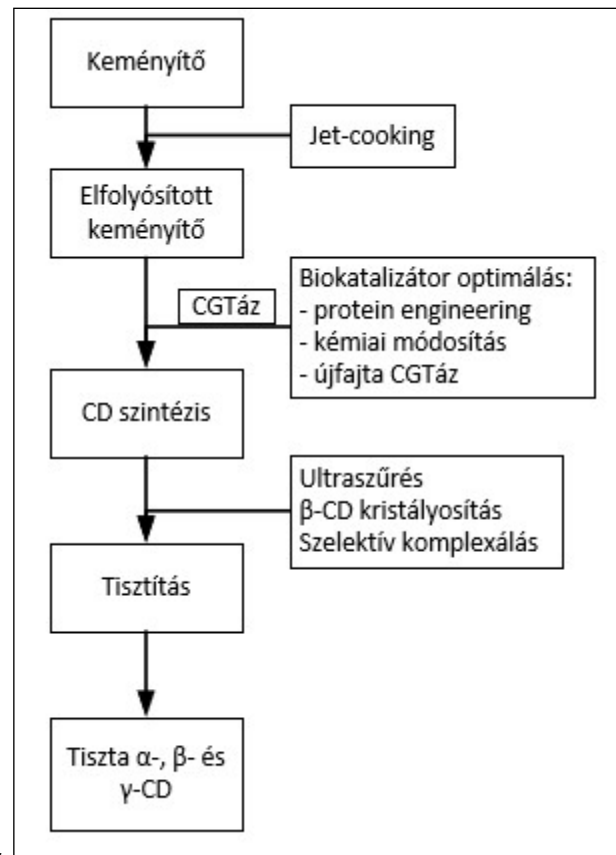 Keményítő
Jet-cooking
Elfolyósított
keményítő
CGTáz
Biokatalizátor optimálás:
- protein engineering
- kémiai módosítás
- újfajta CGTáz
CD szintézis
Ultraszűrés
β-CD kristályosítás
Szelektív komplexálás
Tisztítás
Tiszta α-, β- és
γ-CD